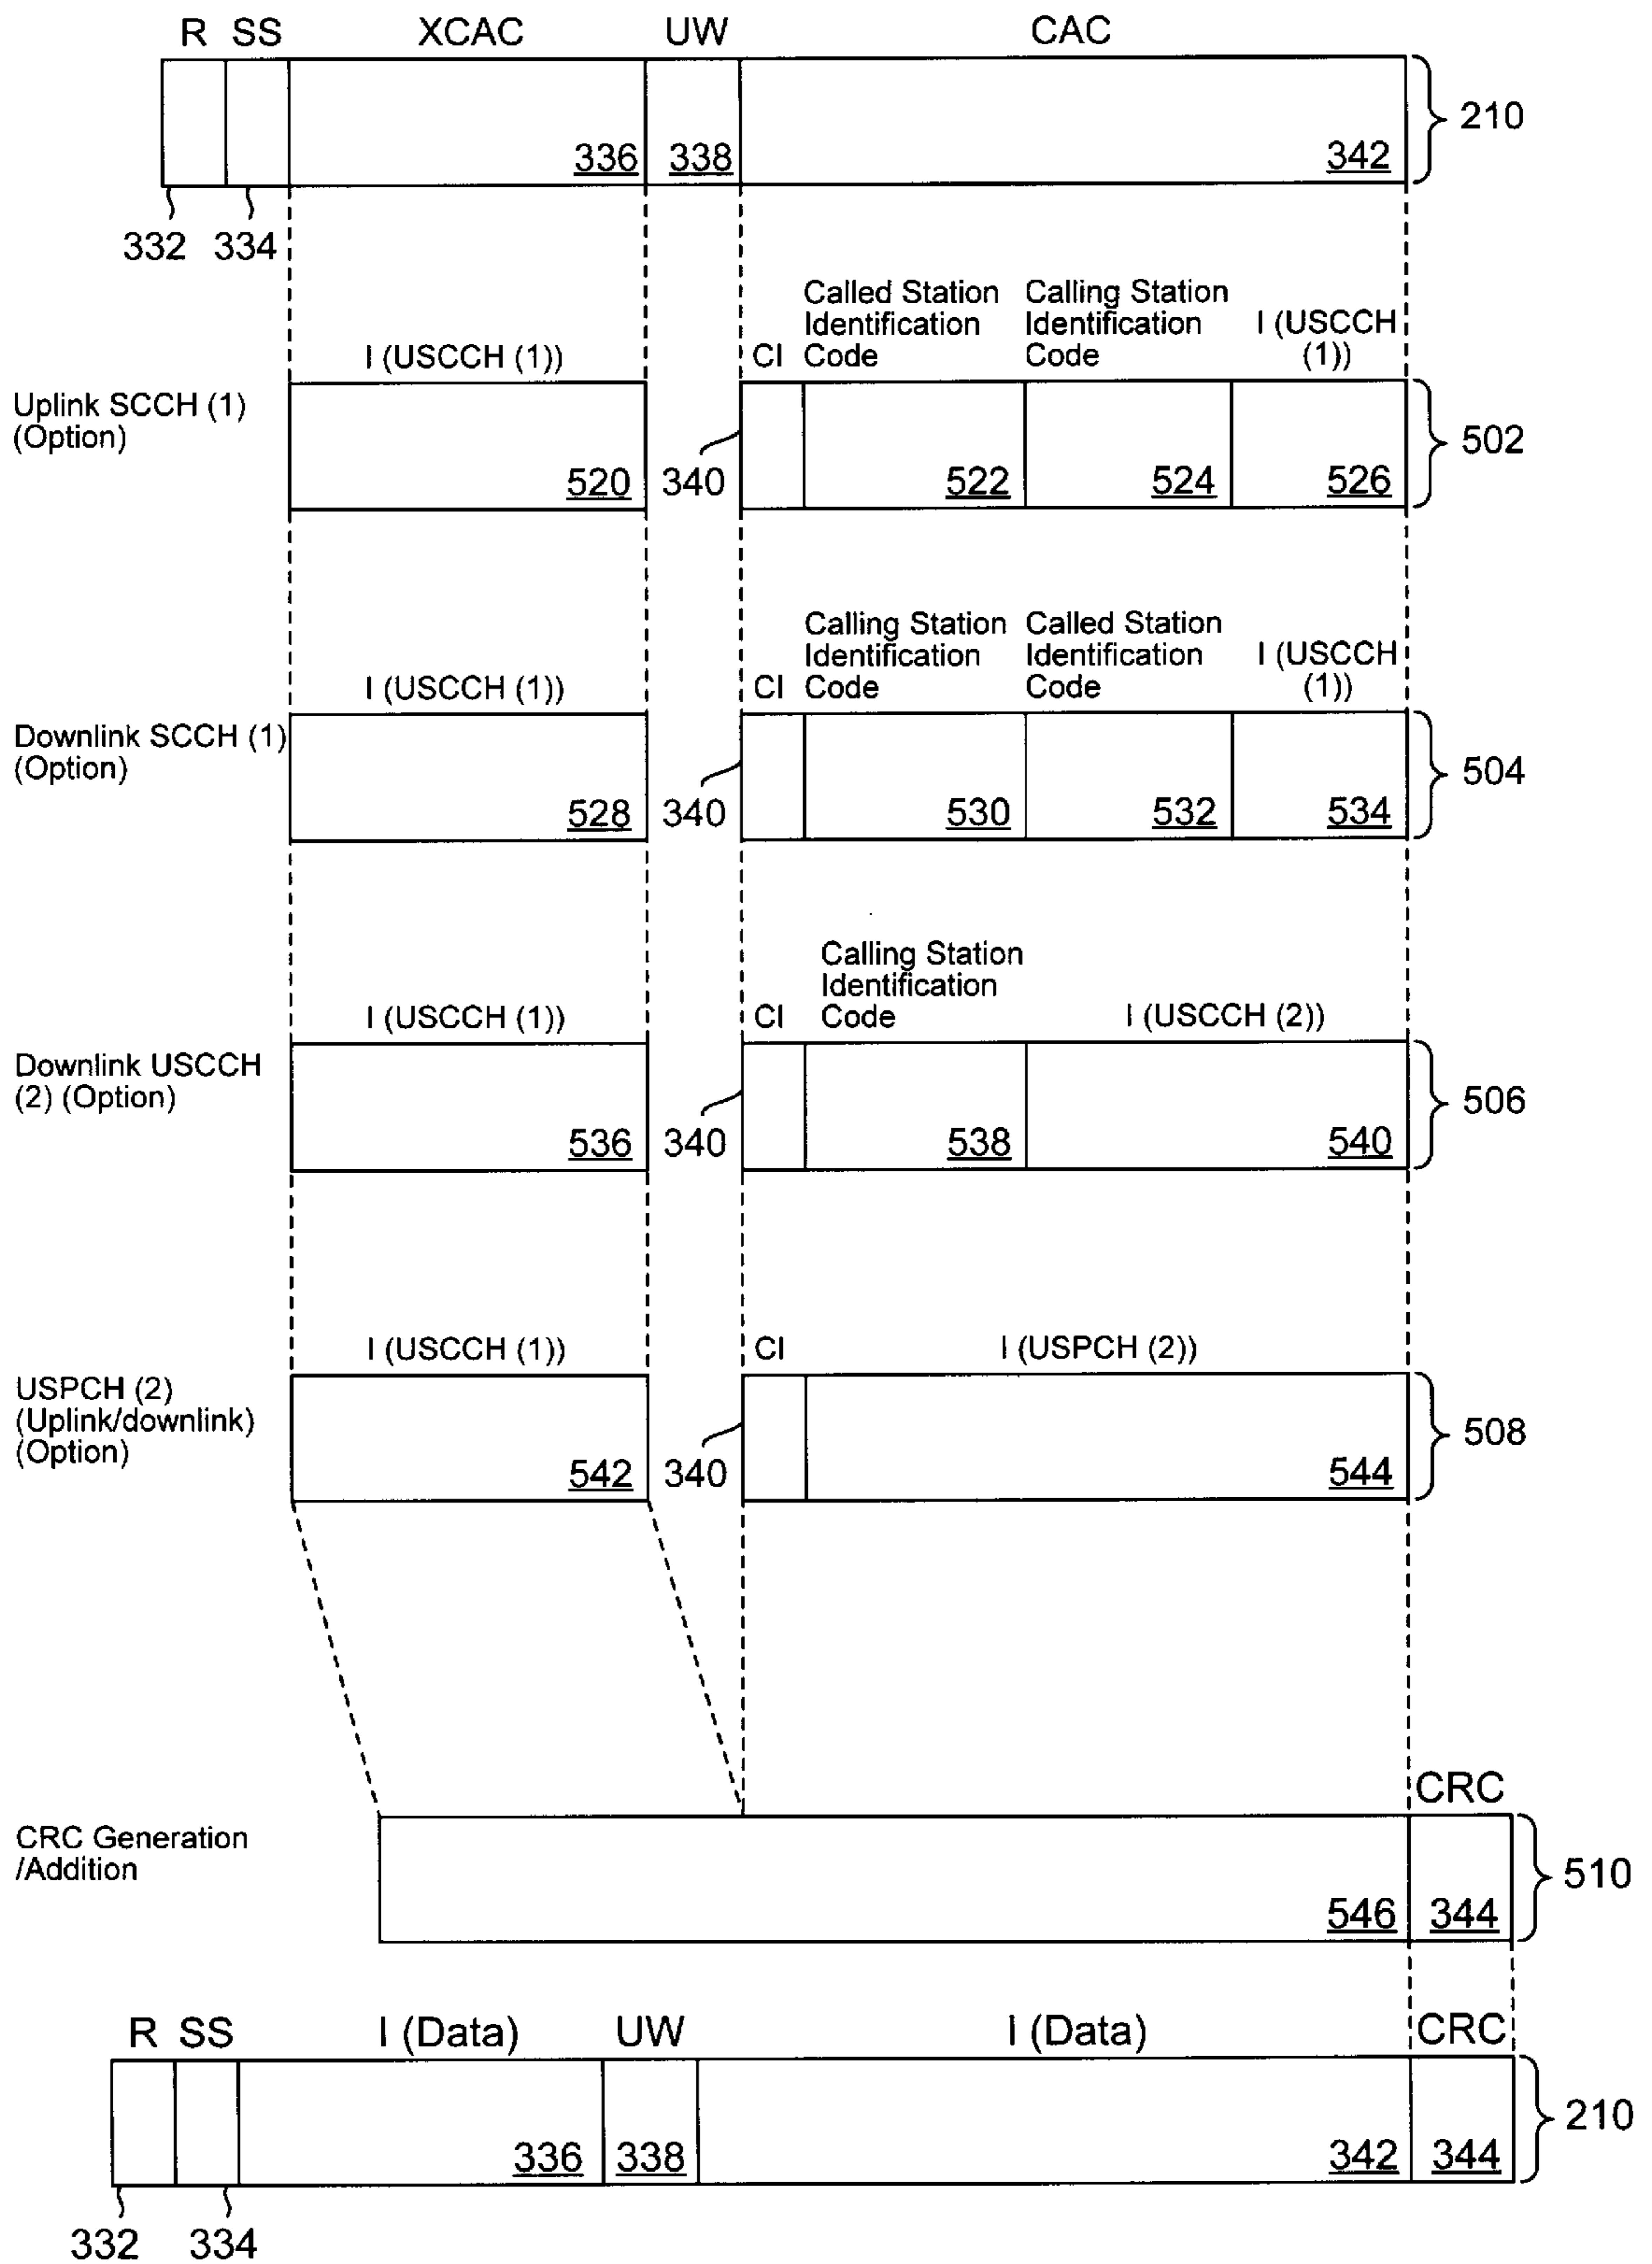 R SS XCAC UW CAC
336 338 342 210
332 334
Called Station Calling Station
Identification Identification I (USCCH
I (USCCH (1)) CI Code Code (1))
Uplink SCCH (1)
(Option)
520 340 522 524 526 502
Calling Station Called Station
Identification Identification I (USCCH
I (USCCH (1)) CI Code Code (1))
Downlink SCCH (1)
(Option)
528 340 530 532 534 504
Calling Station
Identification
I (USCCH (1)) CI Code I (USCCH (2))
Downlink USCCH
(2) (Option)
536 340 538 540 506
I (USCCH (1)) CI I (USPCH (2))
USPCH (2)
(Uplink/downlink)
(Option)
542 340 544 508
CRC
CRC Generation
/Addition
546 344 510
R SS I (Data) UW I (Data) CRC
336 338 342 344 210
332 334